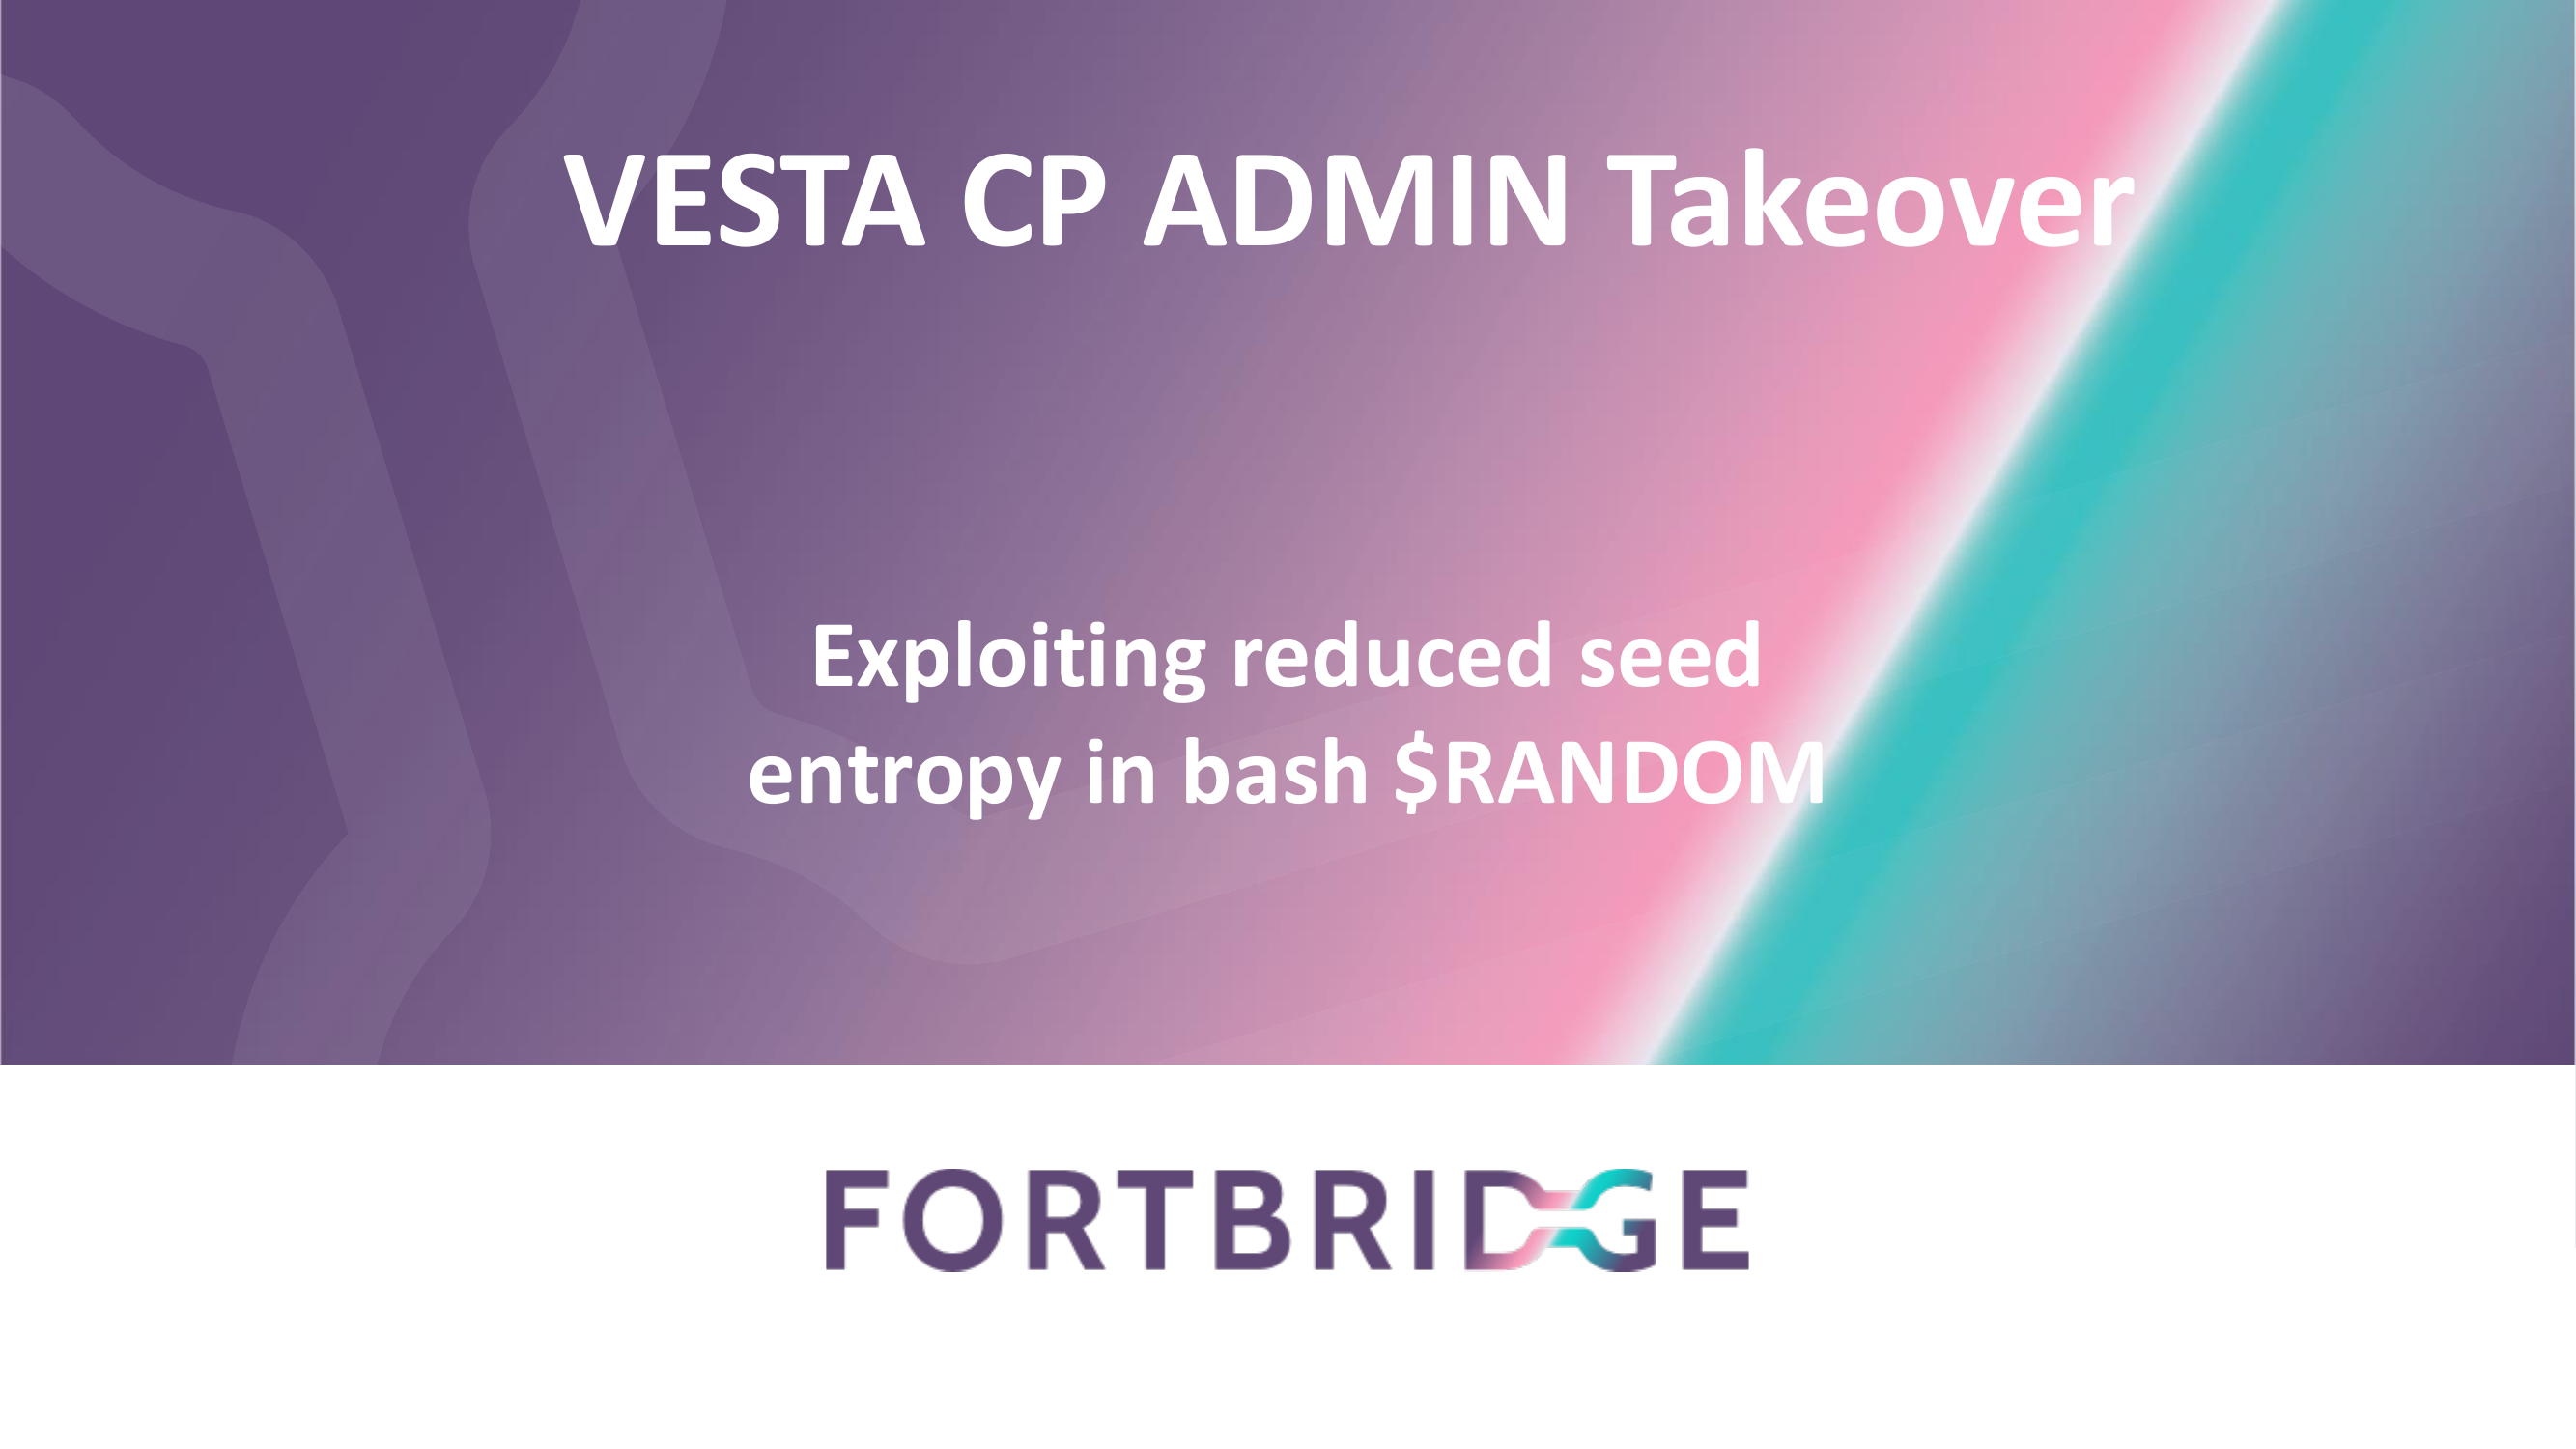 VESTA CP ADMIN Takeover
Exploiting reduced seed
entropy in bash $RANDOM
FORTBRIDGE